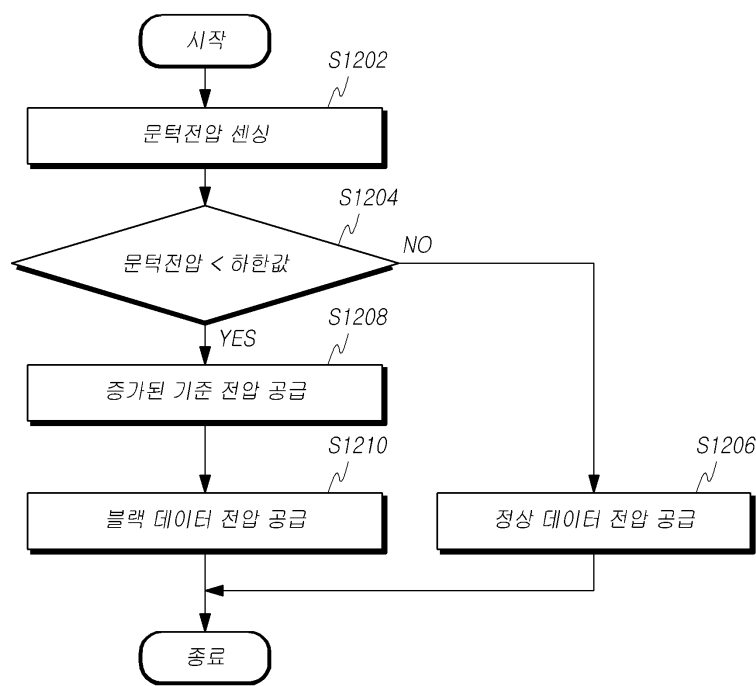 시작
S1202
문턱전압 센싱
S1204
문턱전압 < 하한값
NO
YES
S1208
증가된 기준 전압 공급
S1210
블랙 데이터 전압 공급
S1206
정상 데이터 전압 공급
종료